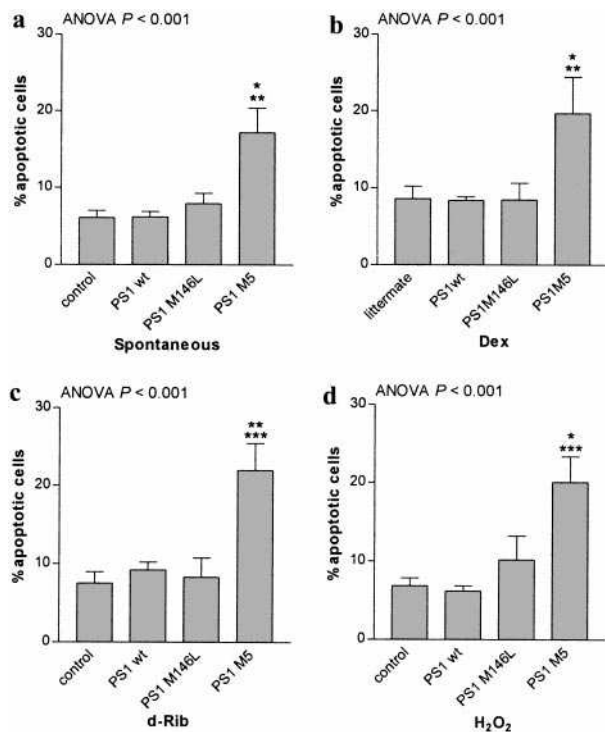 a
ANOVA P < 0.001
% apoptotic cells
30
20
10
0
*
**
control
PS1 wt
PS1 M146L
PS1 M5
Spontaneous
b
ANOVA P < 0.001
% apoptotic cells
30
20
10
0
*
**
littermate
PS1wt
PS1M146L
PS1M5
Dex
c
ANOVA P < 0.001
% apoptotic cells
30
20
10
0
**
***
control
PS1 wt
PS1 M146L
PS1 M5
d-Rib
d
ANOVA P < 0.001
% apoptotic cells
30
20
10
0
*
***
control
PS1 wt
PS1 M146L
PS1 M5
H₂O₂